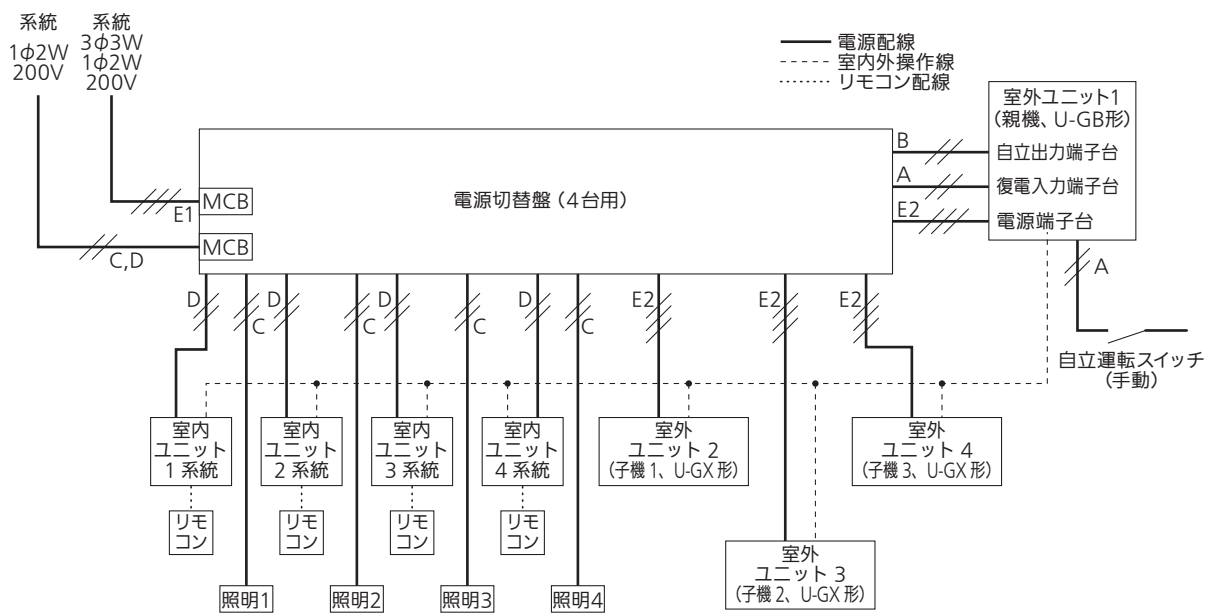 系統
1φ2W
200V
系統
3φ3W
1φ2W
200V
電源配線
室内外操作線
リモコン配線
室外ユニット1
(親機、U-GB形)
自立出力端子台
復電入力端子台
電源端子台
B
A
E2
A
自立運転スイッチ
(手動)
電源切替盤(4台用)
MCB
E1
MCB
C,D
D
C
D
C
D
C
D
C
E2
E2
E2
室内
ユニット
1 系統
室内
ユニット
2 系統
室内
ユニット
3 系統
室内
ユニット
4 系統
室外
ユニット 2
(子機 1、U-GX 形)
室外
ユニット 4
(子機 3、U-GX 形)
リモ
コン
リモ
コン
リモ
コン
リモ
コン
室外
ユニット 3
(子機 2、U-GX 形)
照明1
照明2
照明3
照明4